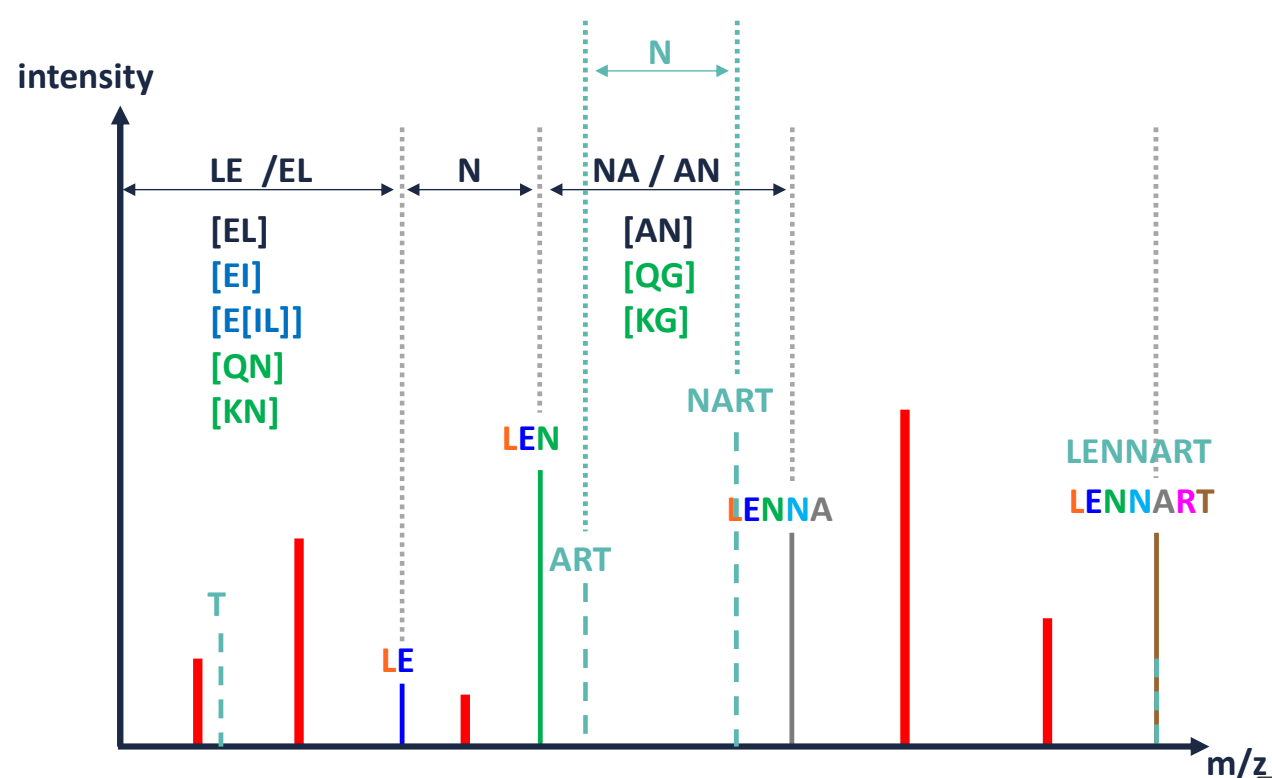 N
intensity
LE /EL
N
NA / AN
[EL]
[EI]
[E[IL]]
[QN]
[KN]
[AN]
[QG]
[KG]
NART
LEN
LENNART
LENNART
LENNA
ART
T
LE
m/z